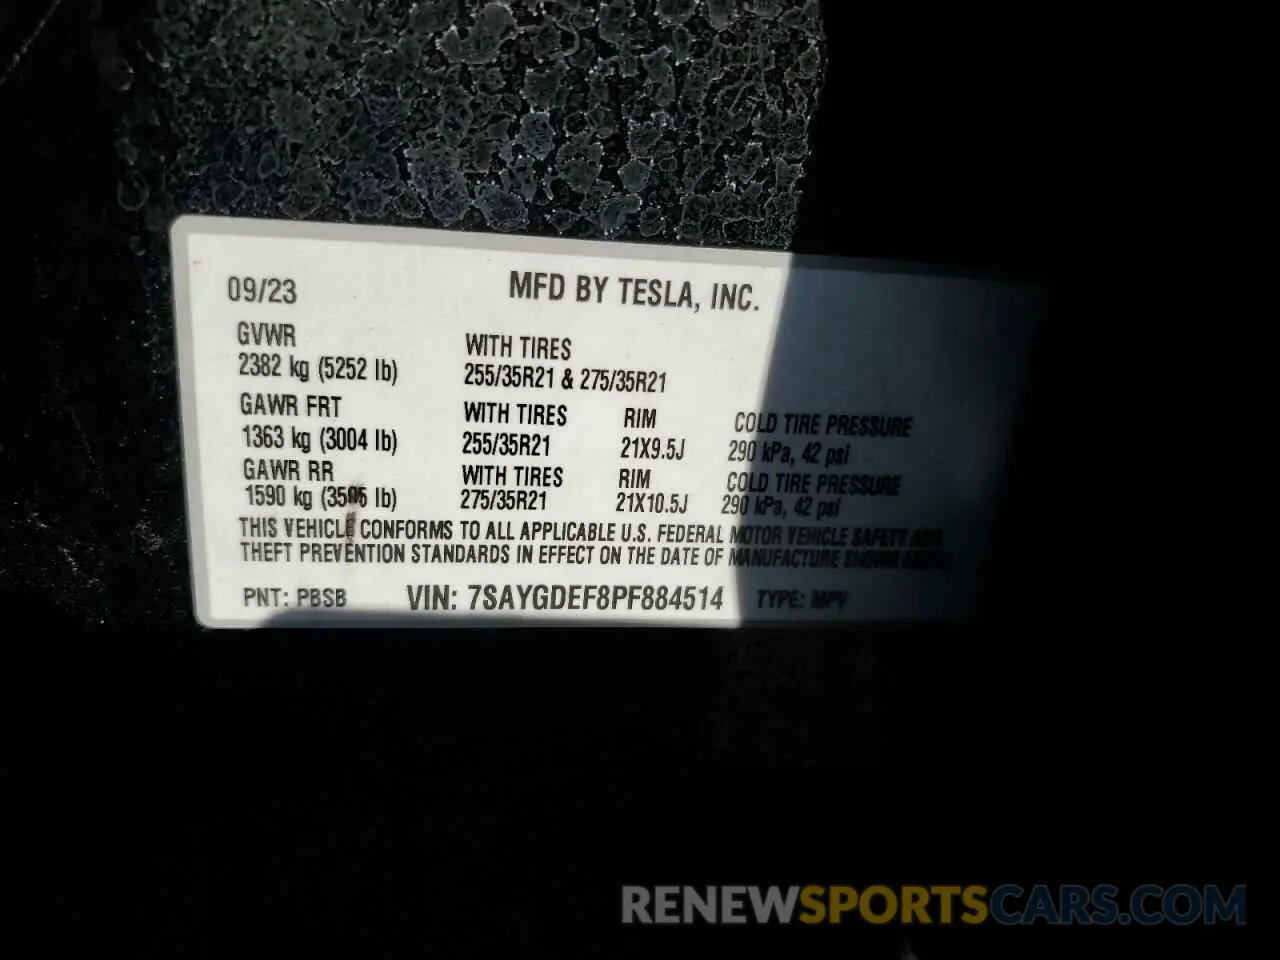 09/23 MFD BY TESLA, INC.
GVWR WITH TIRES
2382 kg (5252 lb) 255/35R21 & 275/35R21
GAWR FRT WITH TIRES RIM COLD TIRE PRESSURE
1363 kg (3004 lb) 255/35R21 21X9.5J 290 kPa, 42 psi
GAWR RR WITH TIRES RIM COLD TIRE PRESSURE
1590 kg (3505 lb) 275/35R21 21X10.5J 290 kPa, 42 psi
THIS VEHICLE CONFORMS TO ALL APPLICABLE U.S. FEDERAL MOTOR VEHICLE SAFETY AND
THEFT PREVENTION STANDARDS IN EFFECT ON THE DATE OF MANUFACTURE SHOWN ABOVE.
PNT: PBSB VIN: 7SAYGDEF8PF884514 TYPE: MPV
RENEWSPORTSCARS.COM